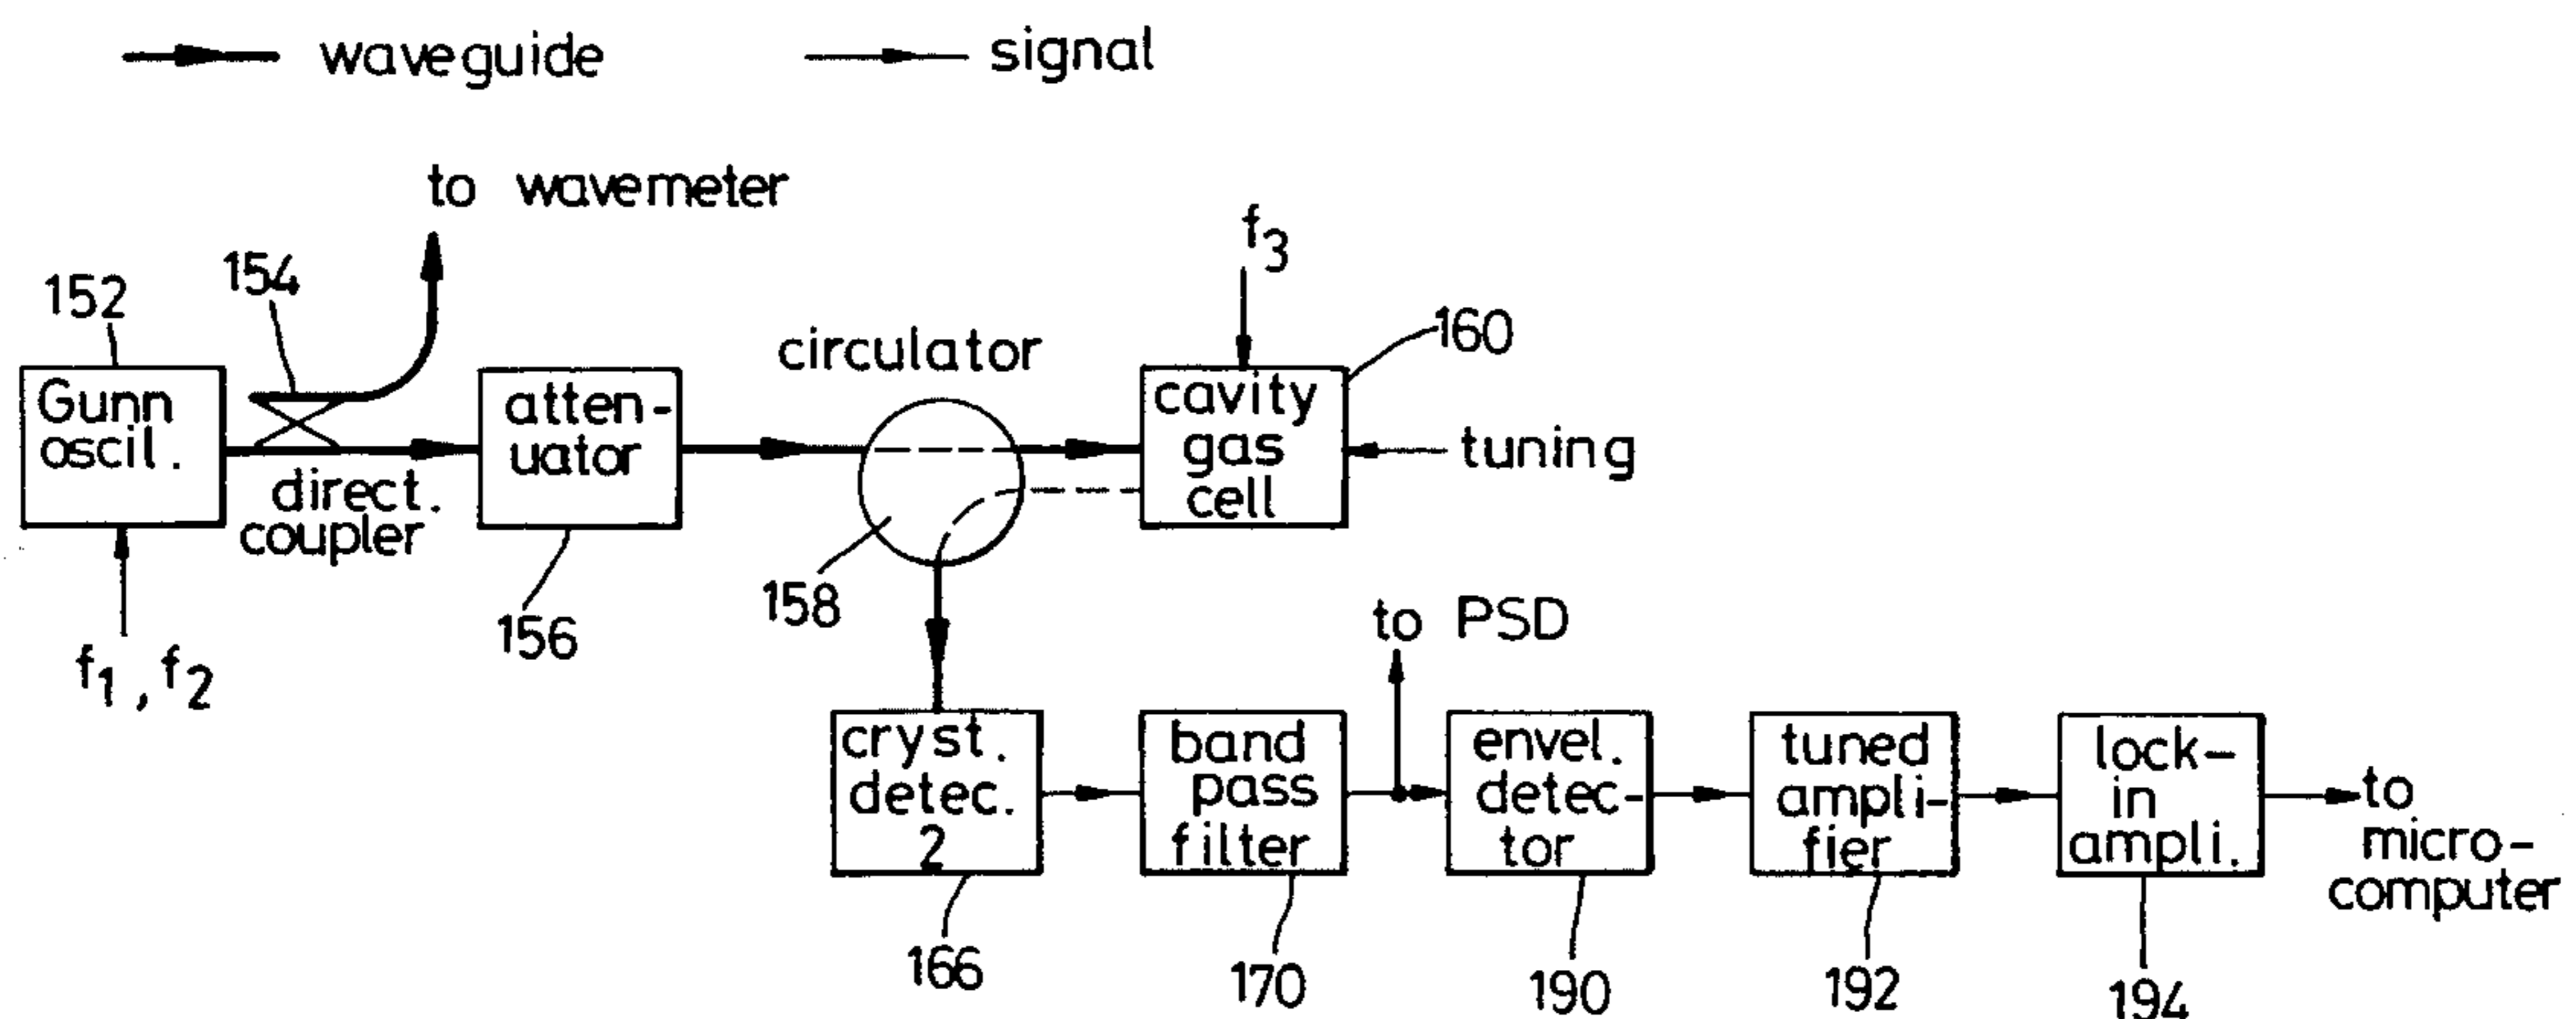 waveguide
signal
to wavemeter
f3
154
152
160
circulator
Gunn
oscil.
atten-
uator
cavity
gas
cell
tuning
direct.
coupler
158
156
to PSD
f1, f2
cryst.
detec.
2
band
pass
filter
envel.
detec-
tor
tuned
ampli-
fier
lock-
in
ampli.
to
micro-
computer
166
170
190
192
194